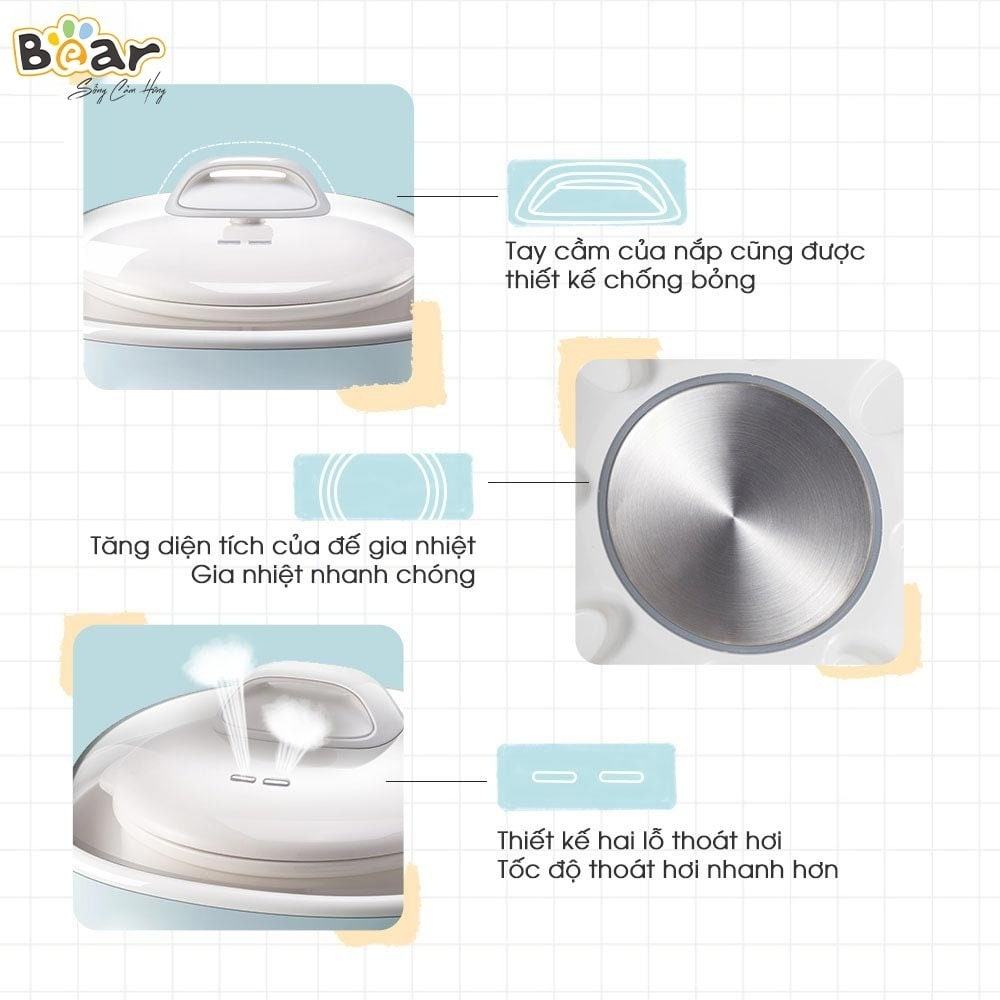 Bear
Sống Cảm Hứng
Tay cầm của nắp cũng được
thiết kế chống bỏng
Tăng diện tích của đế gia nhiệt
Gia nhiệt nhanh chóng
Thiết kế hai lỗ thoát hơi
Tốc độ thoát hơi nhanh hơn